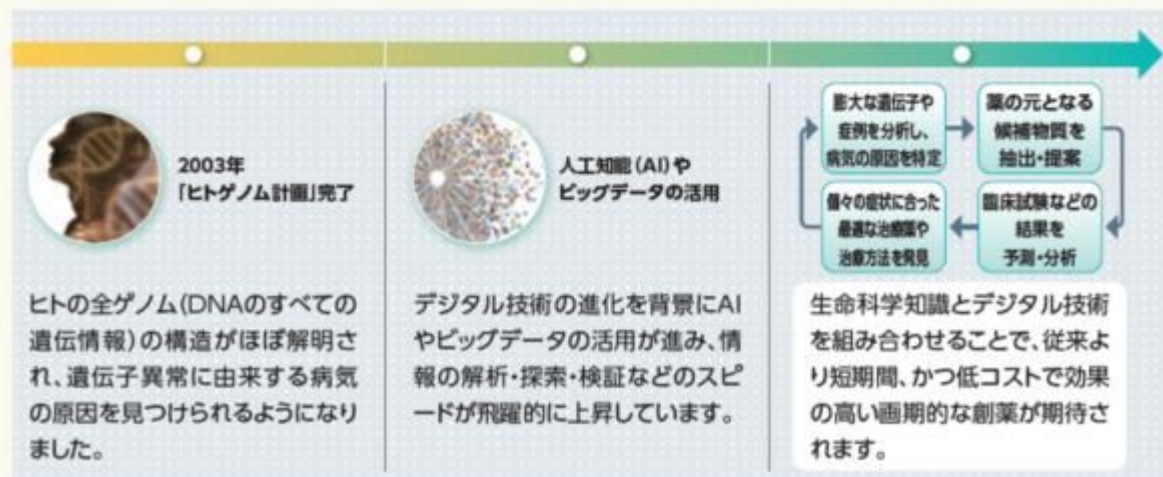 2003年
「ヒトゲノム計画」完了
ヒトの全ゲノム(DNAのすべての
遺伝情報)の構造がほぼ解明さ
れ、遺伝子異常に由来する病気
の原因を見つけられるようになり
ました。
人工知能(AI)や
ビッグデータの活用
デジタル技術の進化を背景にAI
やビッグデータの活用が進み、情
報の解析・探索・検証などのスピ
ードが飛躍的に上昇しています。
膨大な遺伝子や
症例を分析し、
病気の原因を特定
薬の元となる
候補物質を
抽出・提案
臨床試験などの
結果を
予測・分析
個々の症状に合った
最適な治療薬や
治療方法を発見
生命科学知識とデジタル技術
を組み合わせることで、従来よ
り短期間、かつ低コストで効果
の高い画期的な創薬が期待さ
れます。